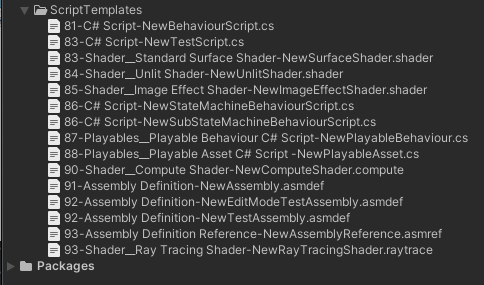 ScriptTemplates
81-C# Script-NewBehaviourScript.cs
83-C# Script-NewTestScript.cs
83-Shader__Standard Surface Shader-NewSurfaceShader.shader
84-Shader__Unlit Shader-NewUnlitShader.shader
85-Shader__Image Effect Shader-NewImageEffectShader.shader
86-C# Script-NewStateMachineBehaviourScript.cs
86-C# Script-NewSubStateMachineBehaviourScript.cs
87-Playables__Playable Behaviour C# Script-NewPlayableBehaviour.cs
88-Playables__Playable Asset C# Script -NewPlayableAsset.cs
90-Shader__Compute Shader-NewComputeShader.compute
91-Assembly Definition-NewAssembly.asmdef
92-Assembly Definition-NewEditModeTestAssembly.asmdef
92-Assembly Definition-NewTestAssembly.asmdef
93-Assembly Definition Reference-NewAssemblyReference.asmref
93-Shader__Ray Tracing Shader-NewRayTracingShader.raytrace
Packages